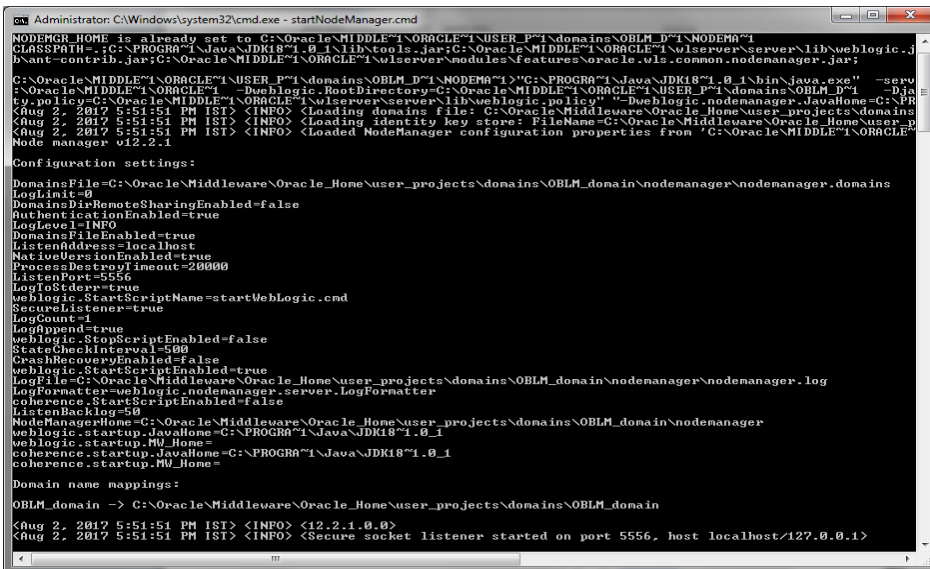 Administrator: C:\Windows\system32\cmd.exe - startNodeManager.cmd
NODEMGR_HOME is already set to C:\Oracle\MIDDLE~1\ORACLE~1\USER_P~1\domains\OBLM_D~1\NODEMA~1
CLASSPATH=.;C:\PROGRA~1\Java\JDK18~1.0_1\lib\tools.jar;C:\Oracle\MIDDLE~1\ORACLE~1\wlserver\server\lib\weblogic.j
b\ant-contrib.jar;C:\Oracle\MIDDLE~1\ORACLE~1\wlserver\modules\features\oracle.wls.common.nodemanager.jar;
C:\Oracle\MIDDLE~1\ORACLE~1\USER_P~1\domains\OBLM_D~1\NODEMA~1>"C:\PROGRA~1\Java\JDK18~1.0_1\bin\java.exe" -serv
:\Oracle\MIDDLE~1\ORACLE~1 -Dweblogic.RootDirectory=C:\Oracle\MIDDLE~1\ORACLE~1\USER_P~1\domains\OBLM_D~1 -Dja
ty.policy=C:\Oracle\MIDDLE~1\ORACLE~1\wlserver\server\lib\weblogic.policy" "-Dweblogic.nodemanager.JavaHome=C:\PR
<Aug 2, 2017 5:51:51 PM IST> <INFO> <Loading domains file: C:\Oracle\Middleware\Oracle_Home\user_projects\domains
<Aug 2, 2017 5:51:51 PM IST> <INFO> <Loading identity key store: FileName=C:\Oracle\Middleware\Oracle_Home\user_p
<Aug 2, 2017 5:51:51 PM IST> <INFO> <Loaded NodeManager configuration properties from 'C:\Oracle\MIDDLE~1\ORACLE~
Node manager v12.2.1
Configuration settings:
DomainsFile=C:\Oracle\Middleware\Oracle_Home\user_projects\domains\OBLM_domain\nodemanager\nodemanager.domains
LogLimit=0
DomainsDirRemoteSharingEnabled=false
AuthenticationEnabled=true
LogLevel=INFO
DomainsFileEnabled=true
ListenAddress=localhost
NativeVersionEnabled=true
ProcessDestroyTimeout=20000
ListenPort=5556
LogToStderr=true
weblogic.StartScriptName=startWebLogic.cmd
SecureListener=true
LogCount=1
LogAppend=true
weblogic.StopScriptEnabled=false
StateCheckInterval=500
CrashRecoveryEnabled=false
weblogic.StartScriptEnabled=true
LogFile=C:\Oracle\Middleware\Oracle_Home\user_projects\domains\OBLM_domain\nodemanager\nodemanager.log
LogFormatter=weblogic.nodemanager.server.LogFormatter
coherence.StartScriptEnabled=false
ListenBacklog=50
NodeManagerHome=C:\Oracle\Middleware\Oracle_Home\user_projects\domains\OBLM_domain\nodemanager
weblogic.startup.JavaHome=C:\PROGRA~1\Java\JDK18~1.0_1
weblogic.startup.MW_Home=
coherence.startup.JavaHome=C:\PROGRA~1\Java\JDK18~1.0_1
coherence.startup.MW_Home=
Domain name mappings:
OBLM_domain -> C:\Oracle\Middleware\Oracle_Home\user_projects\domains\OBLM_domain
<Aug 2, 2017 5:51:51 PM IST> <INFO> <12.2.1.0.0>
<Aug 2, 2017 5:51:51 PM IST> <INFO> <Secure socket listener started on port 5556, host localhost/127.0.0.1>